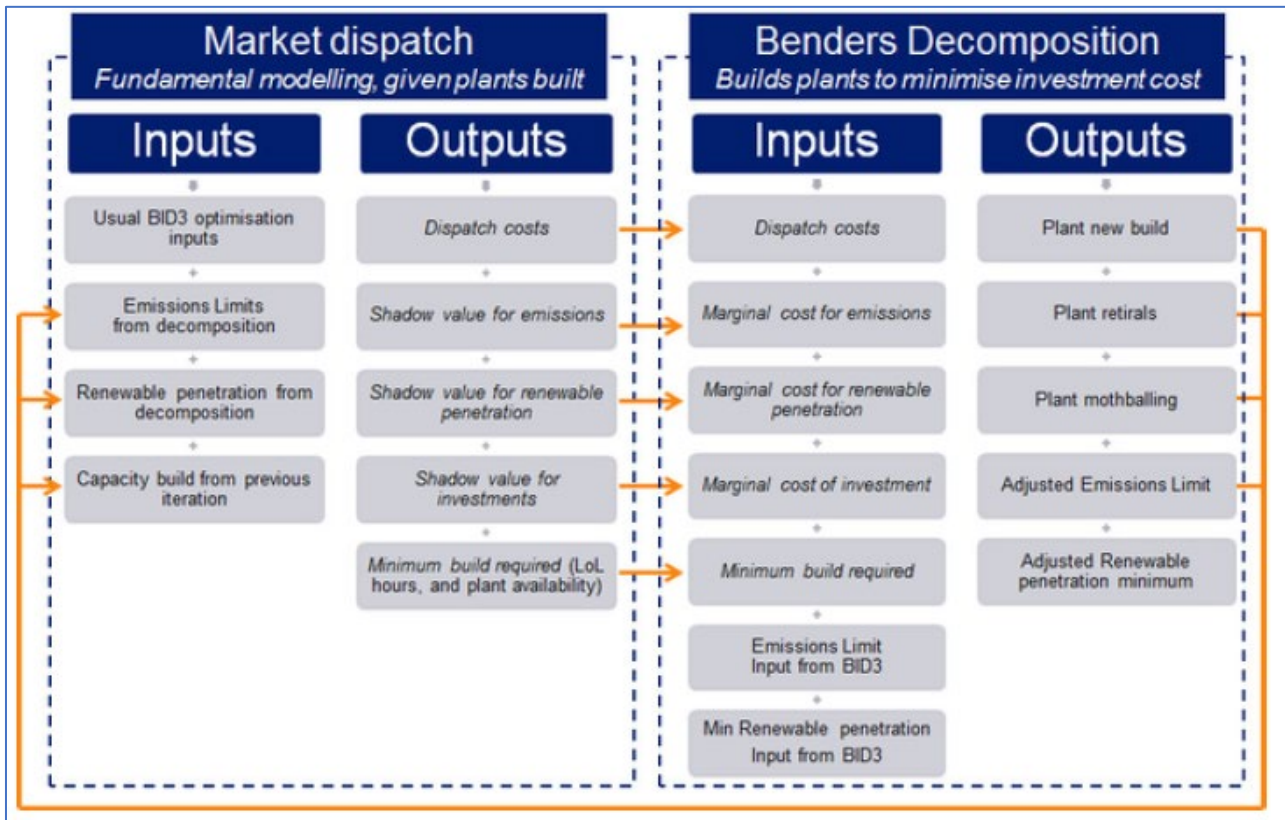 Market dispatch
Fundamental modelling, given plants built
Inputs
Usual BID3 optimisation
inputs
+
Emissions Limits
from decomposition
+
Renewable penetration from
decomposition
+
Capacity build from previous
iteration
Outputs
Dispatch costs
+
Shadow value for emissions
+
Shadow value for renewable
penetration
+
Shadow value for
investments
+
Minimum build required (LoL
hours, and plant availability)
Benders Decomposition
Builds plants to minimise investment cost
Inputs
Dispatch costs
+
Marginal cost for emissions
+
Marginal cost for renewable
penetration
+
Marginal cost of investment
+
Minimum build required
+
Emissions Limit
Input from BID3
+
Min Renewable penetration
Input from BID3
Outputs
Plant new build
+
Plant retirals
+
Plant mothballing
+
Adjusted Emissions Limit
+
Adjusted Renewable
penetration minimum